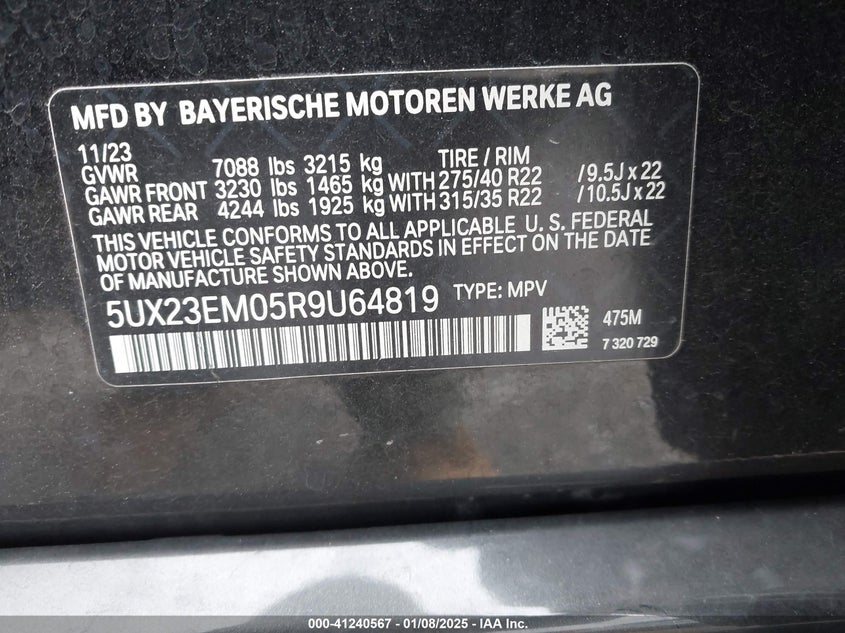 MFD BY BAYERISCHE MOTOREN WERKE AG
11/23 TIRE / RIM
GVWR 7088 lbs 3215 kg
GAWR FRONT 3230 lbs 1465 kg WITH 275/40 R22 /9.5J x 22
GAWR REAR 4244 lbs 1925 kg WITH 315/35 R22 /10.5J x 22
THIS VEHICLE CONFORMS TO ALL APPLICABLE U. S. FEDERAL
MOTOR VEHICLE SAFETY STANDARDS IN EFFECT ON THE DATE
OF MANUFACTURE SHOWN ABOVE.
5UX23EM05R9U64819 TYPE: MPV
475M
7 320 729
000-41240567 - 01/08/2025 - IAA Inc.